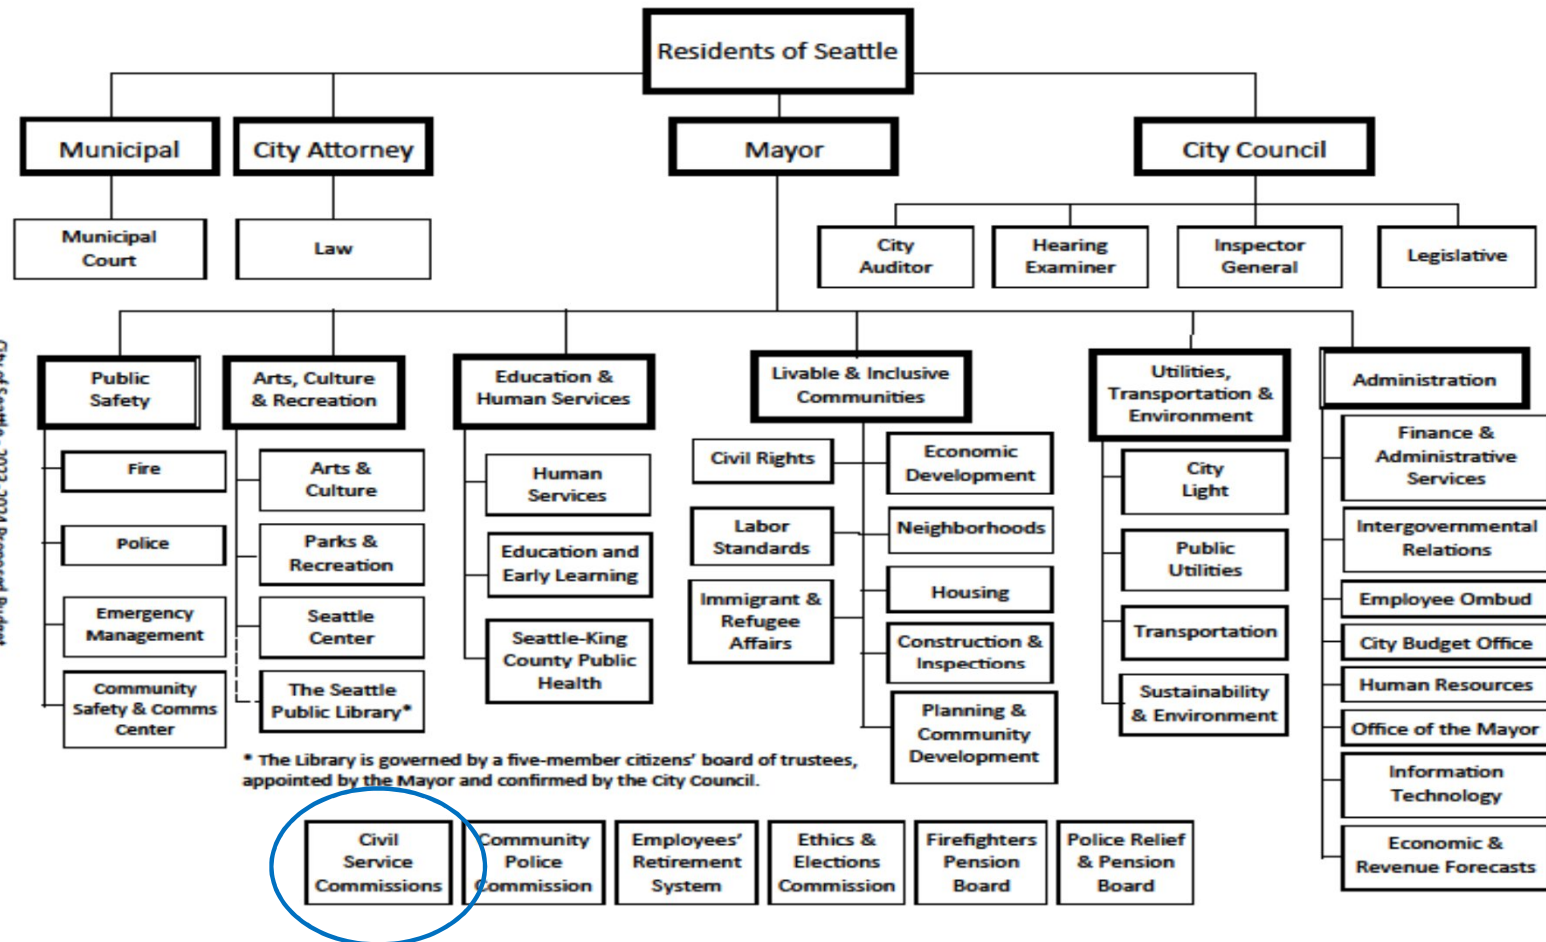 Residents of Seattle
Municipal
City Attorney
Mayor
City Council
Municipal
Court
Law
City
Auditor
Hearing
Examiner
Inspector
General
Legislative
Public
Safety
Fire
Police
Emergency
Management
Community
Safety & Comms
Center
Arts, Culture
& Recreation
Arts &
Culture
Parks &
Recreation
Seattle
Center
The Seattle
Public Library*
Education &
Human Services
Human
Services
Education and
Early Learning
Seattle-King
County Public
Health
Livable & Inclusive
Communities
Civil Rights
Labor
Standards
Immigrant &
Refugee
Affairs
Economic
Development
Neighborhoods
Housing
Construction &
Inspections
Planning &
Community
Development
Utilities,
Transportation &
Environment
City
Light
Public
Utilities
Transportation
Sustainability
& Environment
Administration
Finance &
Administrative
Services
Intergovernmental
Relations
Employee Ombud
City Budget Office
Human Resources
Office of the Mayor
Information
Technology
Economic &
Revenue Forecasts
* The Library is governed by a five-member citizens' board of trustees,
appointed by the Mayor and confirmed by the City Council.
Civil
Service
Commissions
Community
Police
Commission
Employees'
Retirement
System
Ethics &
Elections
Commission
Firefighters
Pension
Board
Police Relief
& Pension
Board
City of Seattle - 2023-2024 Proposed Budget